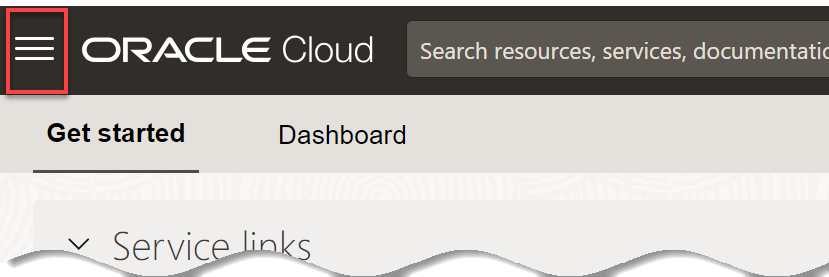 ORACLE Cloud
Search resources, services, documentatio
Get started
Dashboard
Service links